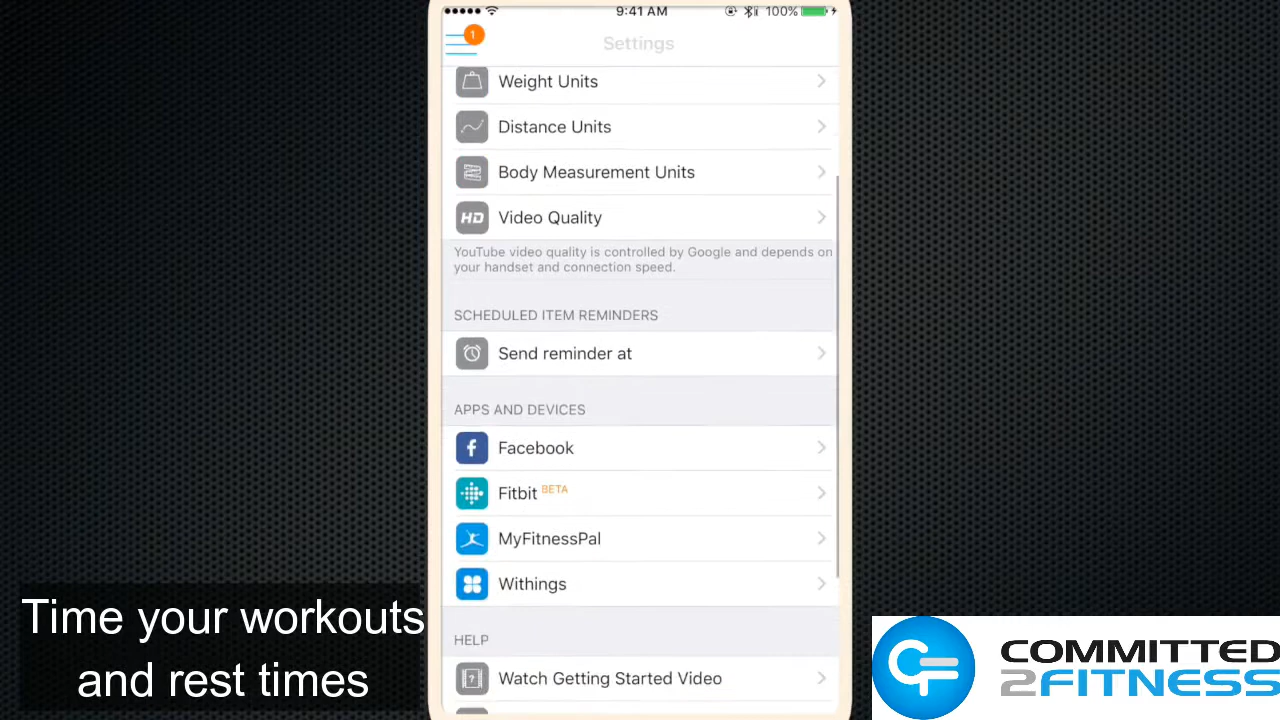 9:41 AM 100%
1
Settings
Weight Units
Distance Units
Body Measurement Units
HD Video Quality
YouTube video quality is controlled by Google and depends on
your handset and connection speed.
SCHEDULED ITEM REMINDERS
Send reminder at
APPS AND DEVICES
f Facebook
Fitbit BETA
MyFitnessPal
Withings
HELP
? Watch Getting Started Video
Time your workouts
and rest times
COMMITTED
2FITNESS